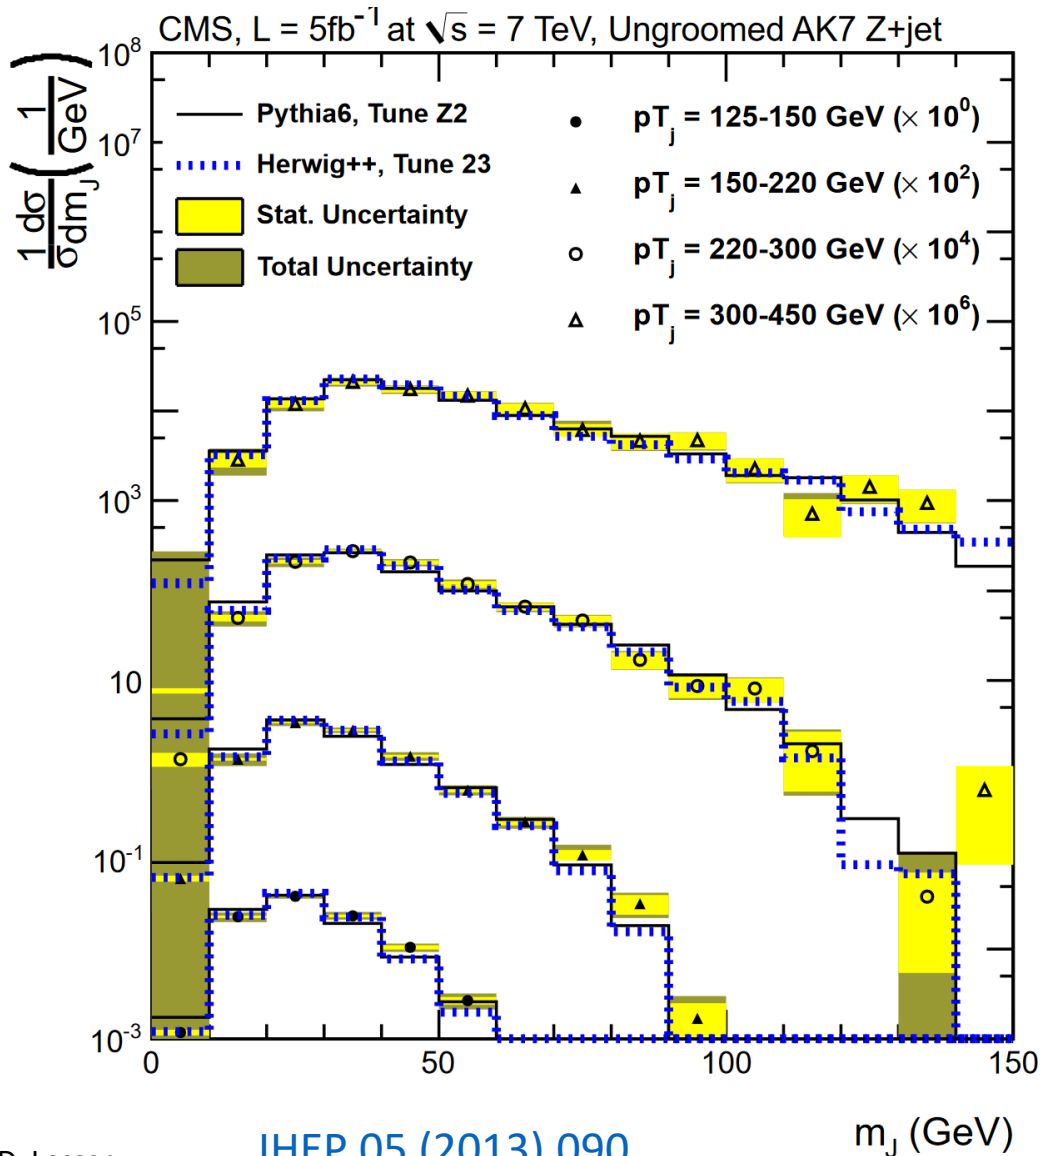 CMS, L = 5fb⁻¹ at √s = 7 TeV, Ungroomed AK7 Z+jet
1/σ dσ/dm_J (1/GeV)
Pythia6, Tune Z2
Herwig++, Tune 23
Stat. Uncertainty
Total Uncertainty
pT_j = 125-150 GeV (× 10⁰)
pT_j = 150-220 GeV (× 10²)
pT_j = 220-300 GeV (× 10⁴)
pT_j = 300-450 GeV (× 10⁶)
10⁸
10⁷
10⁵
10³
10
10⁻¹
10⁻³
0 50 100 150
m_J (GeV)
JHEP 05 (2013) 090